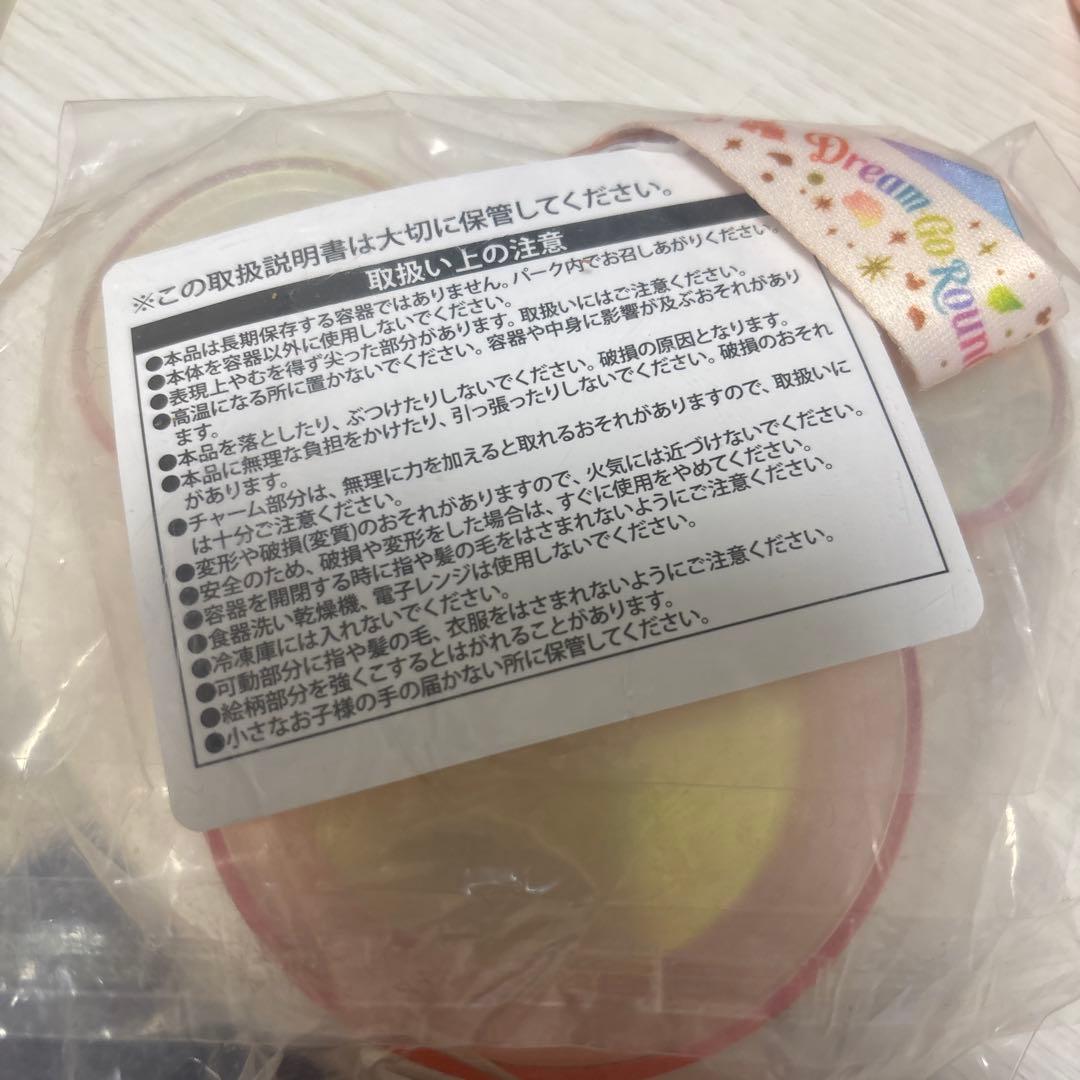 ※この取扱説明書は大切に保管してください。
取扱い上の注意
●本品は長期保存する容器ではありません。パーク内でお召しあがりください。
●本体を容器以外に使用しないでください。
●表現上やむを得ず尖った部分があります。取扱いにはご注意ください。
●高温になる所に置かないでください。容器や中身に影響が及ぶおそれがあり
ます。
●本品を落としたり、ぶつけたりしないでください。破損の原因となります。
●本品に無理な負担をかけたり、引っ張ったりしないでください。破損のおそれ
があります。
●チャーム部分は、無理に力を加えると取れるおそれがありますので、取扱いに
は十分ご注意ください。
●変形や破損(変質)のおそれがありますので、火気には近づけないでください。
●安全のため、破損や変形をした場合は、すぐに使用をやめてください。
●容器を開閉する時に指や髪の毛をはさまれないようにご注意ください。
●食器洗い乾燥機、電子レンジは使用しないでください。
●冷凍庫には入れないでください。
●可動部分に指や髪の毛、衣服をはさまれないようにご注意ください。
●絵柄部分を強くこするとはがれることがあります。
●小さなお子様の手の届かない所に保管してください。
Dream Go Roun